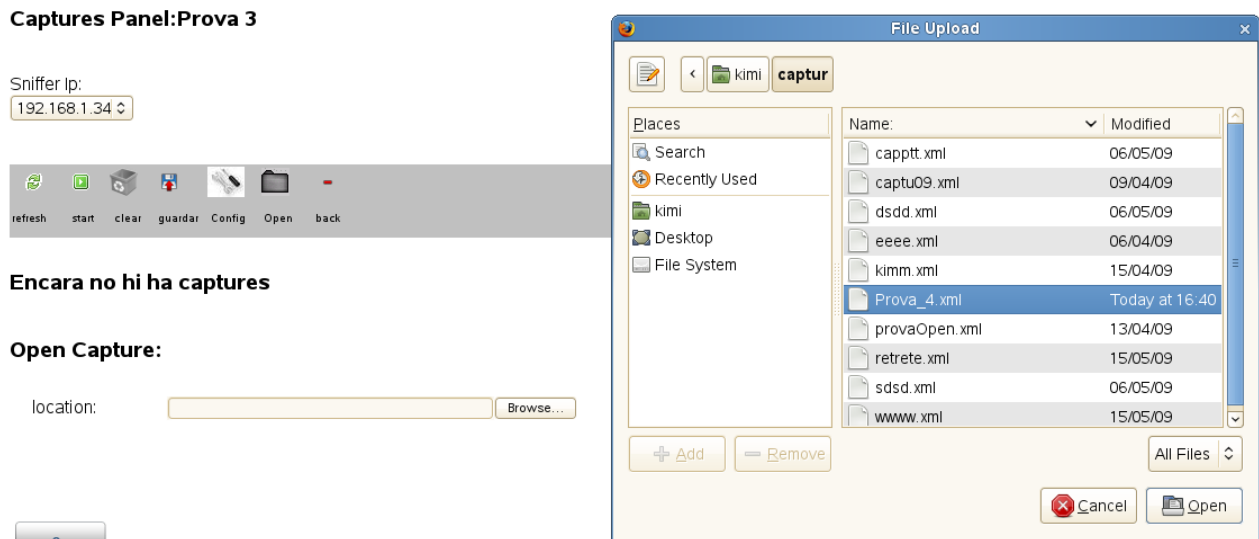 Captures Panel:Prova 3
Sniffer Ip:
192.168.1.34
refresh start clear guardar Config Open back
Encara no hi ha captures
Open Capture:
location:
Browse...
File Upload
kimi captur
Places
Search
Recently Used
kimi
Desktop
File System
Name: Modified
capptt.xml 06/05/09
captu09.xml 09/04/09
dsdd.xml 06/05/09
eeee.xml 06/04/09
kimm.xml 15/04/09
Prova_4.xml Today at 16:40
provaOpen.xml 13/04/09
retrete.xml 15/05/09
sdsd.xml 06/05/09
wwww.xml 15/05/09
Add Remove
All Files
Cancel Open